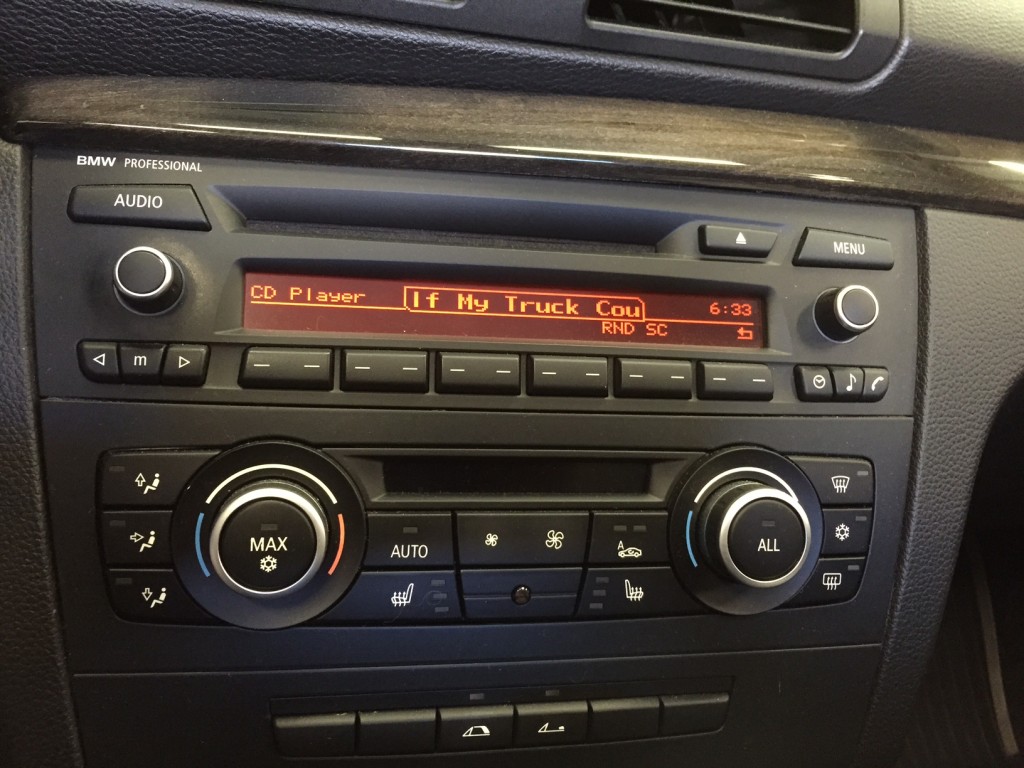 BMW PROFESSIONAL
AUDIO
MENU
CD Player If My Truck Cou 6:33
RND SC
m
MAX
AUTO
A
ALL